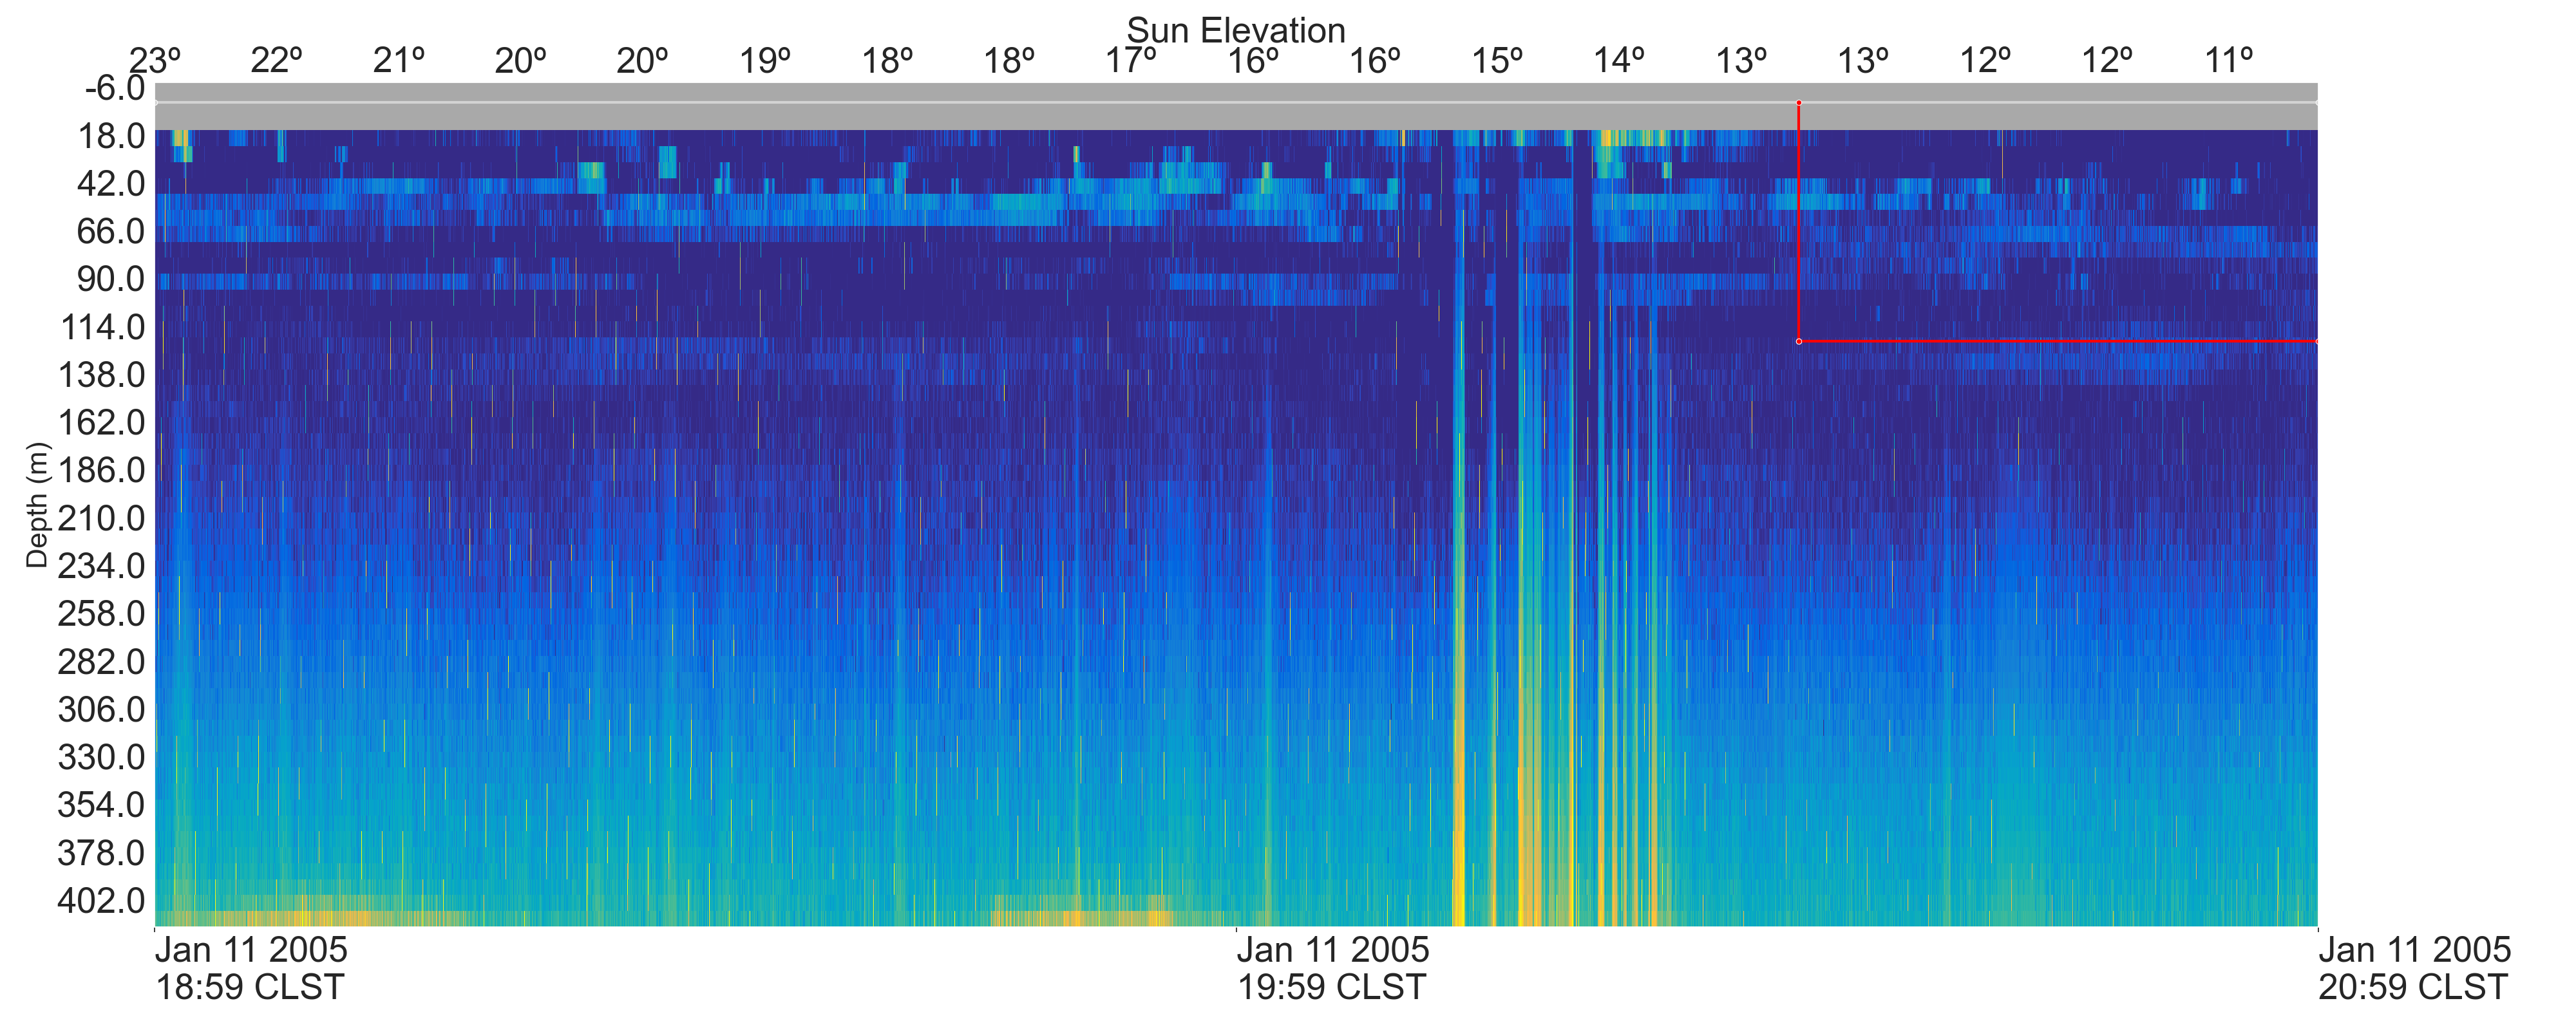 Sun Elevation
23º 22º 21º 20º 20º 19º 18º 18º 17º 16º 16º 15º 14º 13º 13º 12º 12º 11º
-6.0
18.0
42.0
66.0
90.0
114.0
138.0
162.0
186.0
210.0
234.0
258.0
282.0
306.0
330.0
354.0
378.0
402.0
Depth (m)
Jan 11 2005
18:59 CLST
Jan 11 2005
19:59 CLST
Jan 11 2005
20:59 CLST